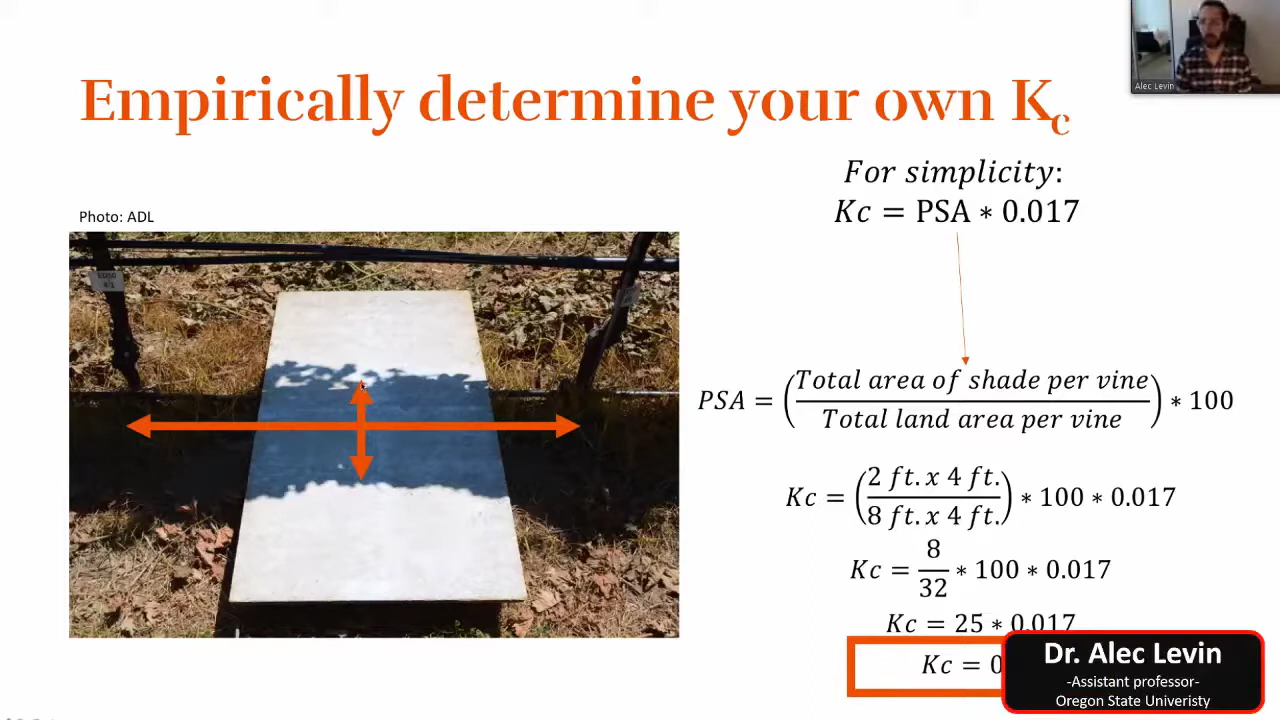 Alec Levin
Empirically determine your own Kc
For simplicity:
Kc = PSA ∗ 0.017
Photo: ADL
PSA = (Total area of shade per vine / Total land area per vine) ∗ 100
Kc = (2 ft. x 4 ft. / 8 ft. x 4 ft.) ∗ 100 ∗ 0.017
Kc = 8 / 32 ∗ 100 ∗ 0.017
Kc = 25 ∗ 0.017
Kc = 0
Dr. Alec Levin
-Assistant professor-
Oregon State Univeristy